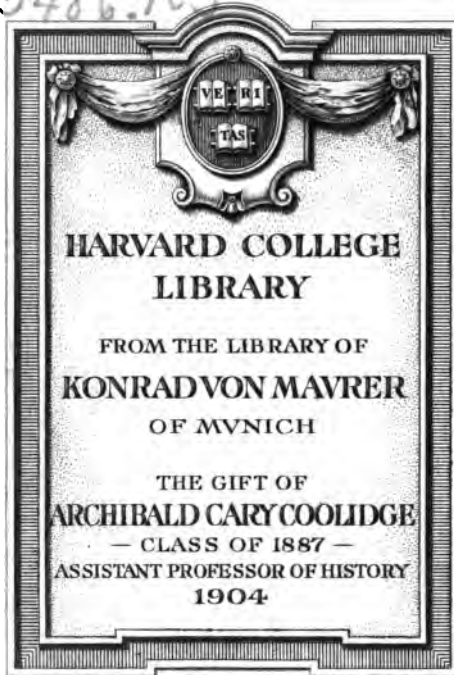 VE RI
TAS
HARVARD COLLEGE
LIBRARY
FROM THE LIBRARY OF
KONRAD VON MAVRER
OF MVNICH
THE GIFT OF
ARCHIBALD CARY COOLIDGE
— CLASS OF 1887 —
ASSISTANT PROFESSOR OF HISTORY
1904